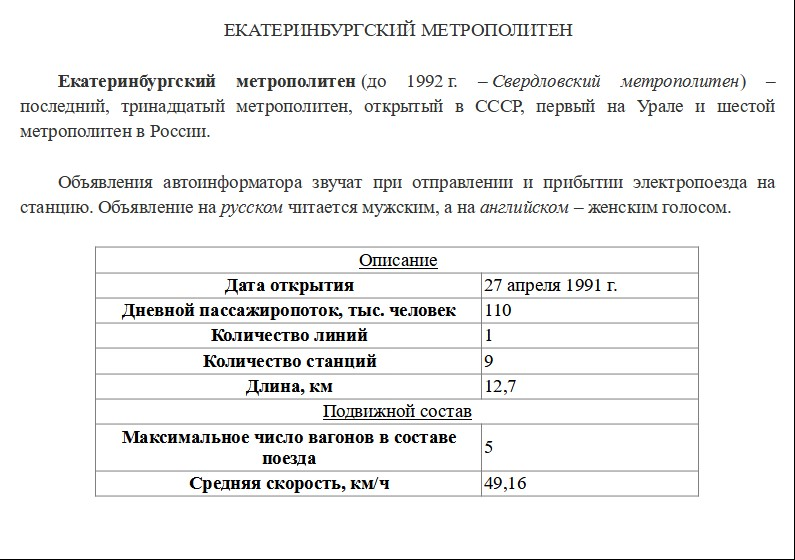 ЕКАТЕРИНБУРГСКИЙ МЕТРОПОЛИТЕН
Екатеринбургский метрополитен (до 1992 г. – Свердловский метрополитен) –
последний, тринадцатый метрополитен, открытый в СССР, первый на Урале и шестой
метрополитен в России.
Объявления автоинформатора звучат при отправлении и прибытии электропоезда на
станцию. Объявление на русском читается мужским, а на английском – женским голосом.
Описание
Дата открытия 27 апреля 1991 г.
Дневной пассажиропоток, тыс. человек 110
Количество линий 1
Количество станций 9
Длина, км 12,7
Подвижной состав
Максимальное число вагонов в составе
поезда 5
Средняя скорость, км/ч 49,16